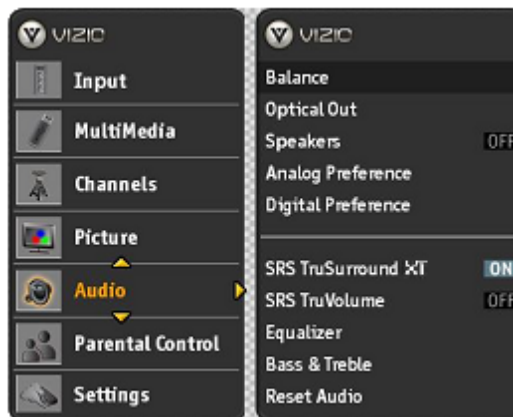 VIZIO
Input
MultiMedia
Channels
Picture
Audio
Parental Control
Settings
VIZIO
Balance
Optical Out
Speakers OFF
Analog Preference
Digital Preference
SRS TruSurround XT ON
SRS TruVolume OFF
Equalizer
Bass & Treble
Reset Audio